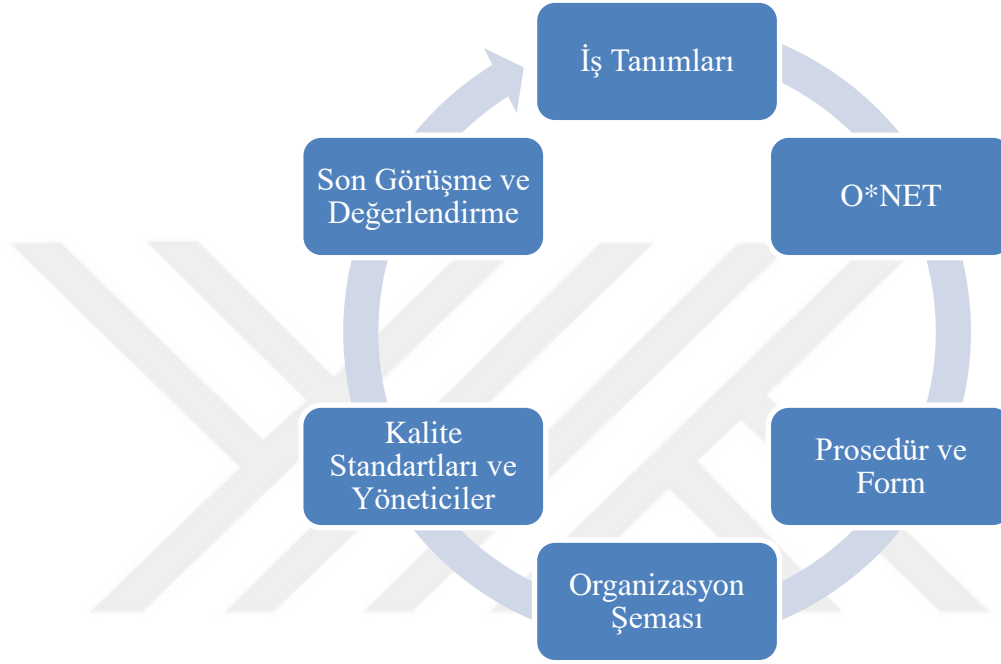 İş Tanımları
O*NET
Prosedür ve
Form
Organizasyon
Şeması
Kalite
Standartları ve
Yöneticiler
Son Görüşme ve
Değerlendirme